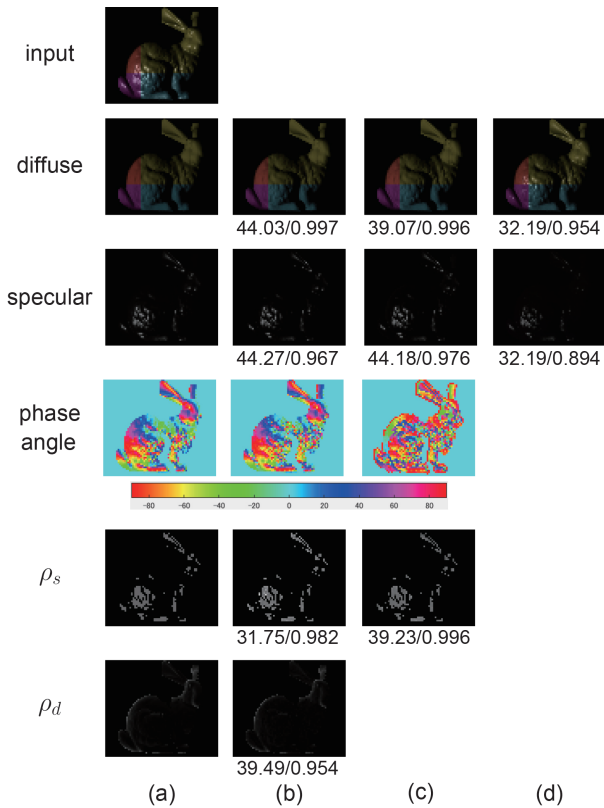 input
diffuse
44.03/0.997 39.07/0.996 32.19/0.954
specular
44.27/0.967 44.18/0.976 32.19/0.894
phase
angle
-80 -60 -40 -20 0 20 40 60 80
ρs
31.75/0.982 39.23/0.996
ρd
39.49/0.954
(a) (b) (c) (d)